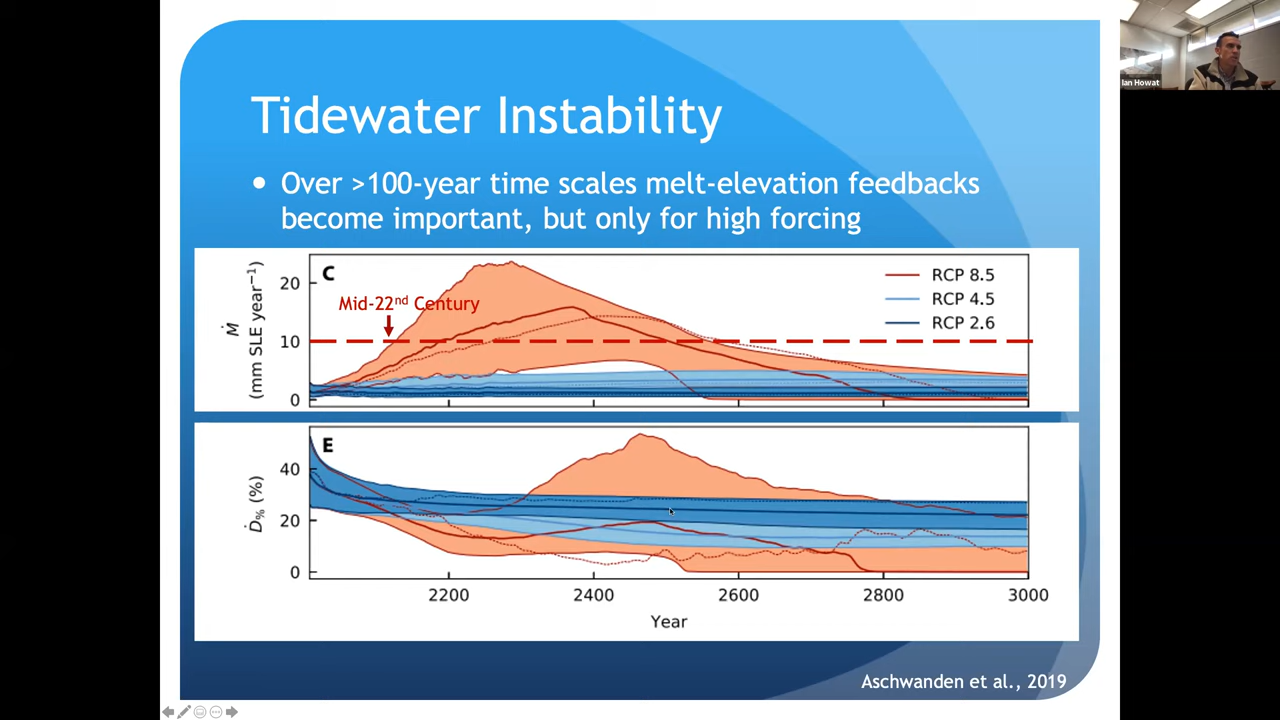 Ian Howat
Tidewater Instability
• Over >100-year time scales melt-elevation feedbacks
become important, but only for high forcing
C
Mid-22nd Century
RCP 8.5
RCP 4.5
RCP 2.6
Ṁ
(mm SLE year⁻¹)
20
10
0
E
Ḋ% (%)
40
20
0
2200 2400 2600 2800 3000
Year
Aschwanden et al., 2019